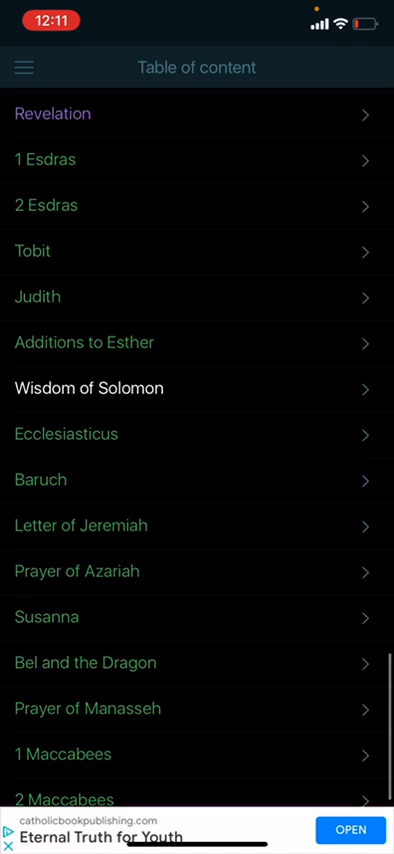 12:11
Table of content
Revelation
1 Esdras
2 Esdras
Tobit
Judith
Additions to Esther
Wisdom of Solomon
Ecclesiasticus
Baruch
Letter of Jeremiah
Prayer of Azariah
Susanna
Bel and the Dragon
Prayer of Manasseh
1 Maccabees
2 Maccabees
catholicbookpublishing.com
Eternal Truth for Youth
OPEN